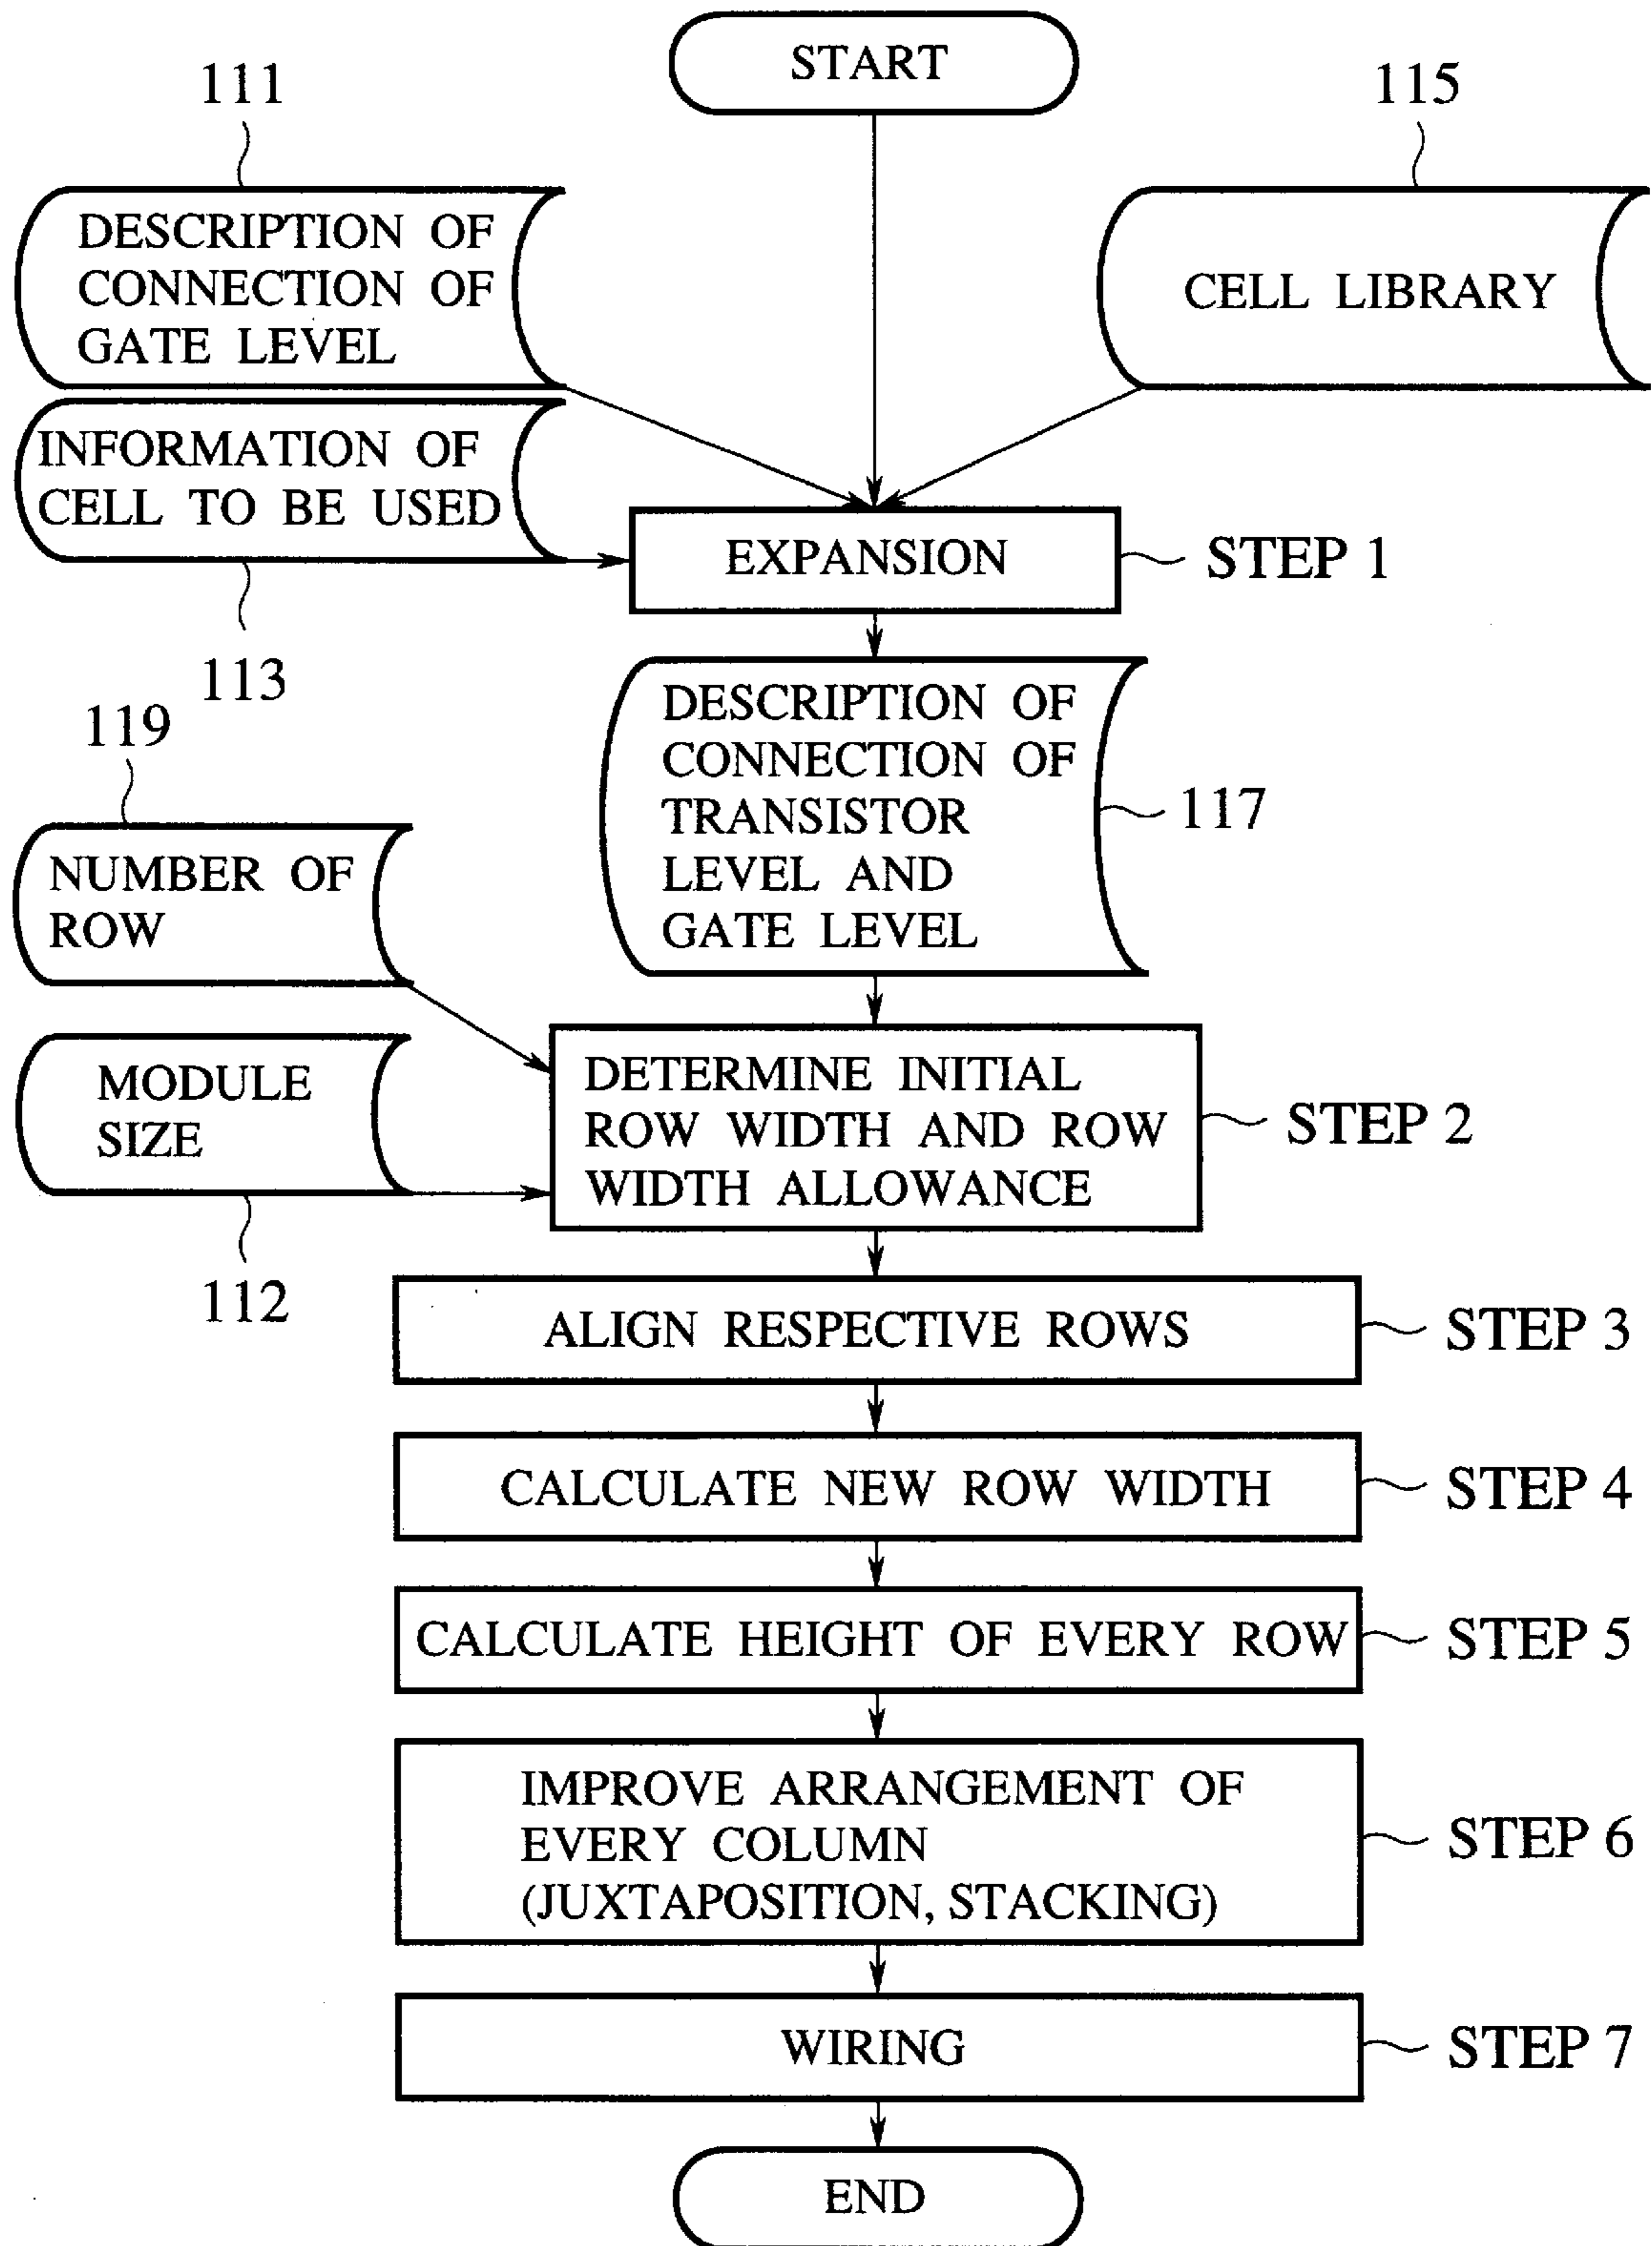 START
111
115
DESCRIPTION OF
CONNECTION OF
GATE LEVEL
CELL LIBRARY
INFORMATION OF
CELL TO BE USED
113
EXPANSION
STEP 1
DESCRIPTION OF
CONNECTION OF
TRANSISTOR
LEVEL AND
GATE LEVEL
117
119
NUMBER OF
ROW
MODULE
SIZE
112
DETERMINE INITIAL
ROW WIDTH AND ROW
WIDTH ALLOWANCE
STEP 2
ALIGN RESPECTIVE ROWS
STEP 3
CALCULATE NEW ROW WIDTH
STEP 4
CALCULATE HEIGHT OF EVERY ROW
STEP 5
IMPROVE ARRANGEMENT OF
EVERY COLUMN
(JUXTAPOSITION, STACKING)
STEP 6
WIRING
STEP 7
END